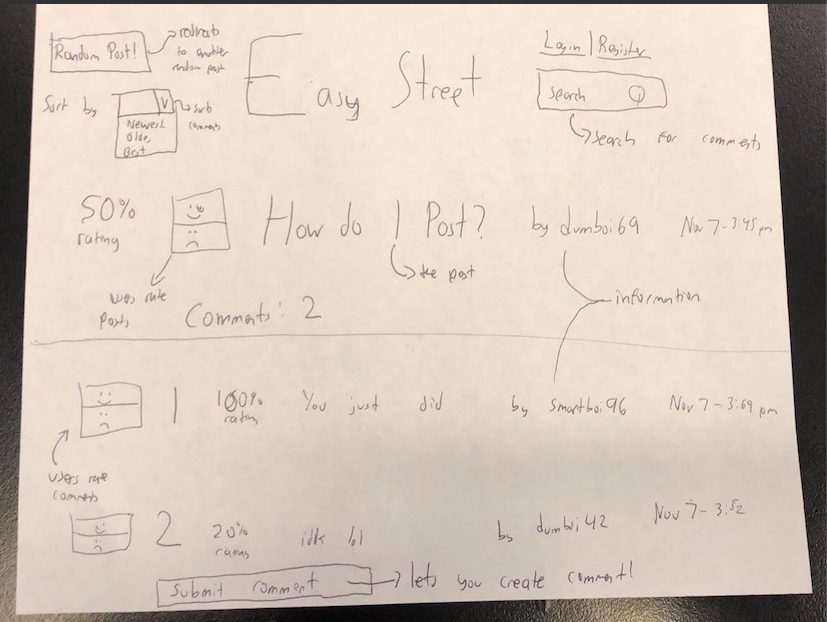 Random Post!
redirects
to another
random post
Easy Street
Login | Register
search
search for comments
Sort by
V
sorts
comments
Newest
Oldest
Best
50%
rating
How do I Post?
by dumboi69
Nov 7 - 3:45 pm
the post
users rate
posts
Comments: 2
information
1
100%
rating
You just did
by smartboi96
Nov 7 - 3:49 pm
users rate
comments
2
20%
rating
idk lol
by dumboi42
Nov 7 - 3:52
submit comment
lets you create comment!